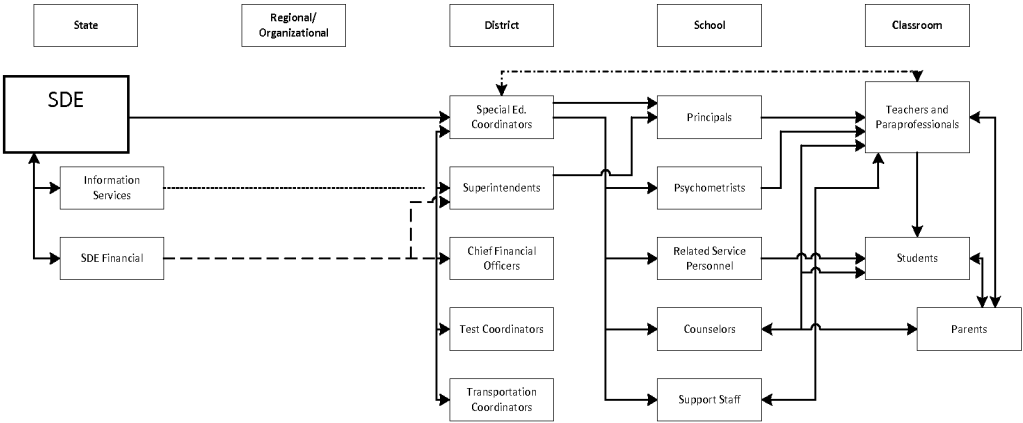 State
Regional/
Organizational
District
School
Classroom
SDE
Special Ed.
Coordinators
Principals
Teachers and
Paraprofessionals
Information
Services
Superintendents
Psychometrists
SDE Financial
Chief Financial
Officers
Related Service
Personnel
Students
Test Coordinators
Counselors
Parents
Transportation
Coordinators
Support Staff